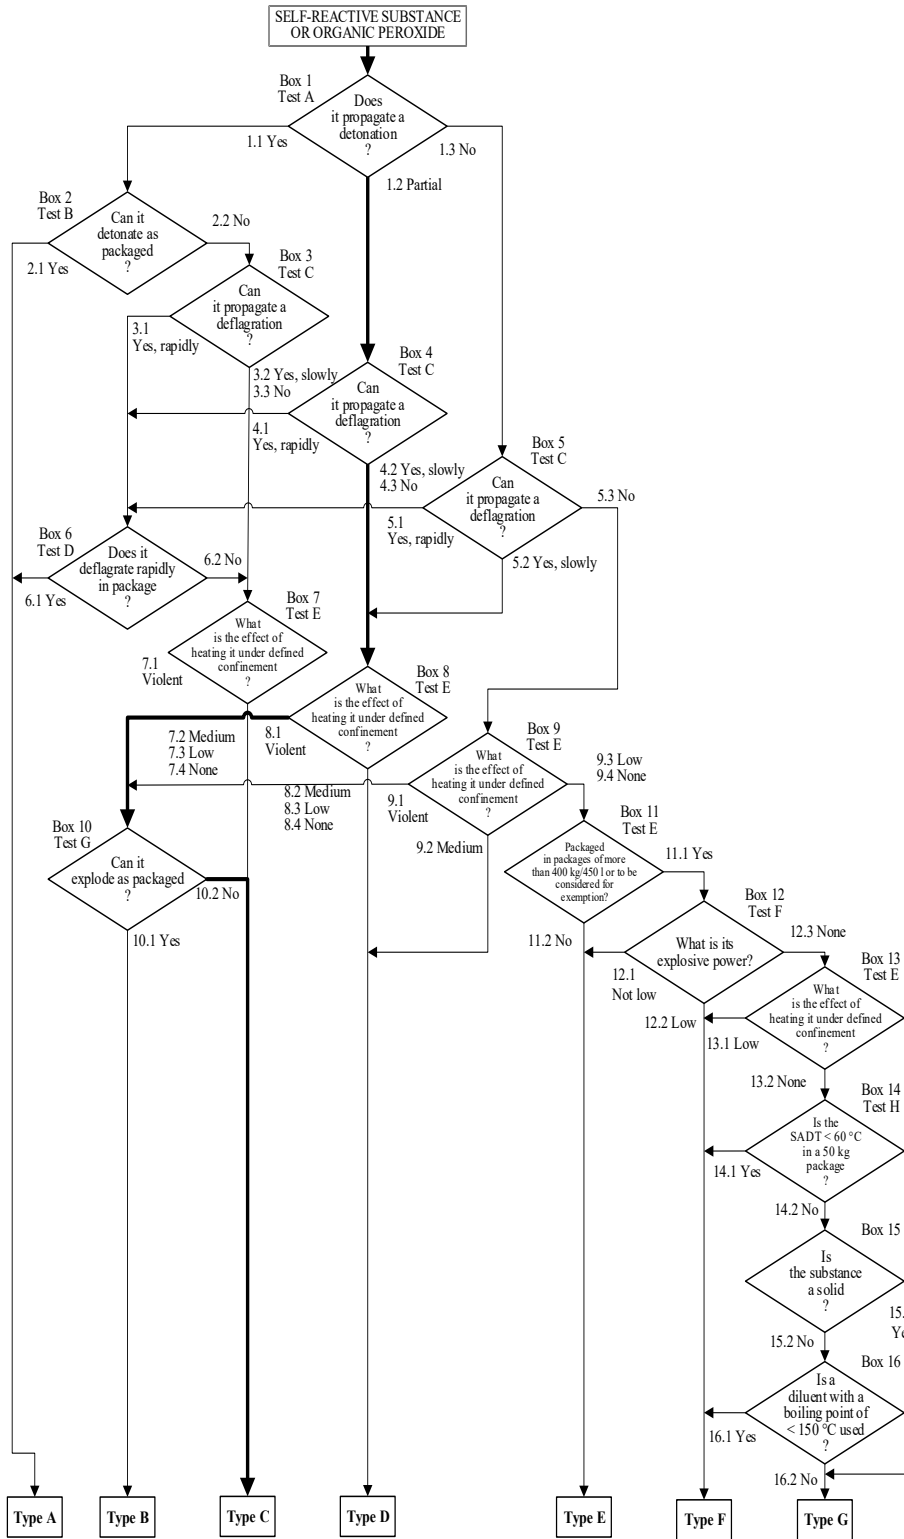 SELF-REACTIVE SUBSTANCE
OR ORGANIC PEROXIDE
Box 1
Test A
Does
it propagate a
detonation
?
1.1 Yes
1.3 No
1.2 Partial
Box 2
Test B
Can it
detonate as
packaged
?
2.2 No
2.1 Yes
Box 3
Test C
Can
it propagate a
deflagration
?
3.1
Yes, rapidly
3.2 Yes, slowly
3.3 No
Box 4
Test C
Can
it propagate a
deflagration
?
4.1
Yes, rapidly
4.2 Yes, slowly
4.3 No
Box 5
Test C
Can
it propagate a
deflagration
?
5.3 No
5.1
Yes, rapidly
5.2 Yes, slowly
Box 6
Test D
Does it
deflagrate rapidly
in package
?
6.2 No
6.1 Yes
Box 7
Test E
What
is the effect of
heating it under defined
confinement
?
7.1
Violent
7.2 Medium
7.3 Low
7.4 None
Box 8
Test E
What
is the effect of
heating it under defined
confinement
?
8.1
Violent
8.2 Medium
8.3 Low
8.4 None
Box 9
Test E
What
is the effect of
heating it under defined
confinement
?
9.3 Low
9.4 None
9.1
Violent
9.2 Medium
Box 10
Test G
Can it
explode as packaged
?
10.2 No
10.1 Yes
Box 11
Test E
Packaged
in packages of more
than 400 kg/450 l or to be
considered for
exemption?
11.1 Yes
11.2 No
Box 12
Test F
What is its
explosive power?
12.3 None
12.1
Not low
12.2 Low
Box 13
Test E
What
is the effect of
heating it under defined
confinement
?
13.1 Low
13.2 None
Box 14
Test H
Is the
SADT < 60 °C
in a 50 kg
package
?
14.1 Yes
14.2 No
Box 15
Is
the substance
a solid
?
15.
Ye
15.2 No
Box 16
Is a
diluent with a
boiling point of
< 150 °C used
?
16.1 Yes
16.2 No
Type A
Type B
Type C
Type D
Type E
Type F
Type G